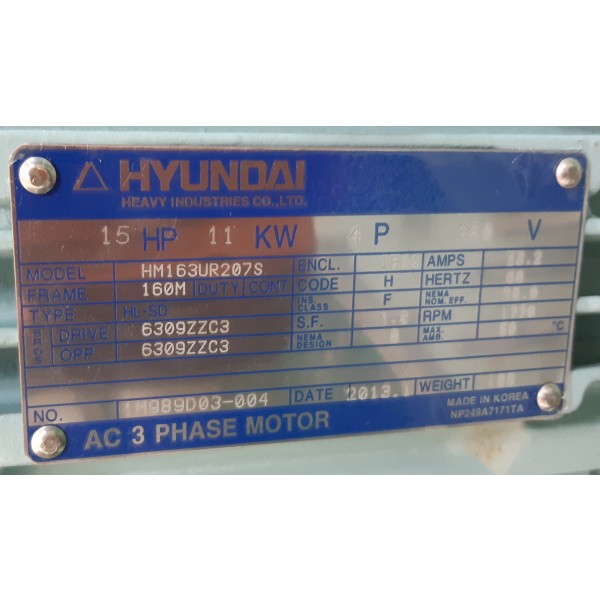 HYUNDAI
HEAVY INDUSTRIES CO.,LTD.
15 HP 11 KW 4 P V
MODEL HM163UR207S ENCL. AMPS
FRAME 160M DUTY CONT CODE H HERTZ 60
TYPE HL-SD INS CLASS F NEMA NOM. EFF.
BRGS DRIVE 6309ZZC3 S.F. RPM
OPP 6309ZZC3 NEMA DESIGN MAX. AMB. °C
NO. 1M989D03-004 DATE 2013. WEIGHT MADE IN KOREA
AC 3 PHASE MOTOR NP249A7171TA